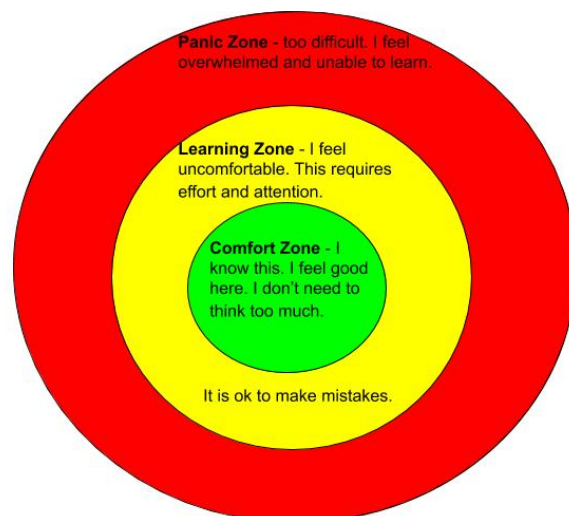 Panic Zone - too difficult. I feel
overwhelmed and unable to learn.
Learning Zone - I feel
uncomfortable. This requires
effort and attention.
Comfort Zone - I
know this. I feel good
here. I don't need to
think too much.
It is ok to make mistakes.